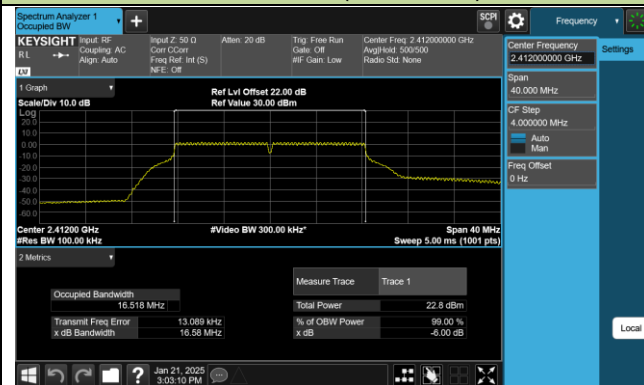 Spectrum Analyzer 1
Occupied BW
SCPI
Frequency
KEYSIGHT
RL
Input: RF
Coupling: AC
Align: Auto
Input Z: 50 Ω
Corr CCorr
Freq Ref: Int (S)
NFE: Off
Atten: 20 dB
Trig: Free Run
Gate: Off
#IF Gain: Low
Center Freq: 2.412000000 GHz
Avg|Hold: 500/500
Radio Std: None
LW
Center Frequency
2.412000000 GHz
Settings
Span
40.000 MHz
CF Step
4.000000 MHz
Auto
Man
Freq Offset
0 Hz
Local
1 Graph
Scale/Div 10.0 dB
Ref Lvl Offset 22.00 dB
Ref Value 30.00 dBm
Log
20.0
10.0
0.00
-10.0
-20.0
-30.0
-40.0
-50.0
-60.0
Center 2.41200 GHz
#Res BW 100.00 kHz
#Video BW 300.00 kHz*
Span 40 MHz
Sweep 5.00 ms (1001 pts)
2 Metrics
Measure Trace Trace 1
Occupied Bandwidth
16.518 MHz
Total Power 22.8 dBm
Transmit Freq Error 13.089 kHz
% of OBW Power 99.00 %
x dB Bandwidth 16.58 MHz
x dB -6.00 dB
?
Jan 21, 2025
3:03:10 PM